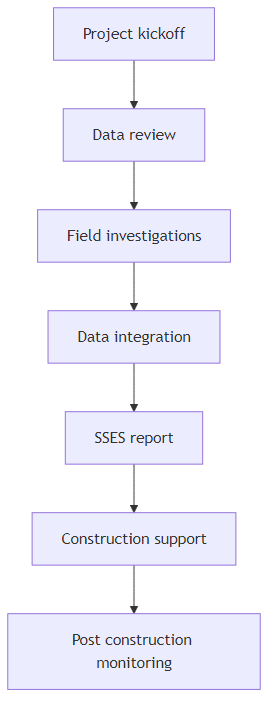 Project kickoff
Data review
Field investigations
Data integration
SSES report
Construction support
Post construction
monitoring